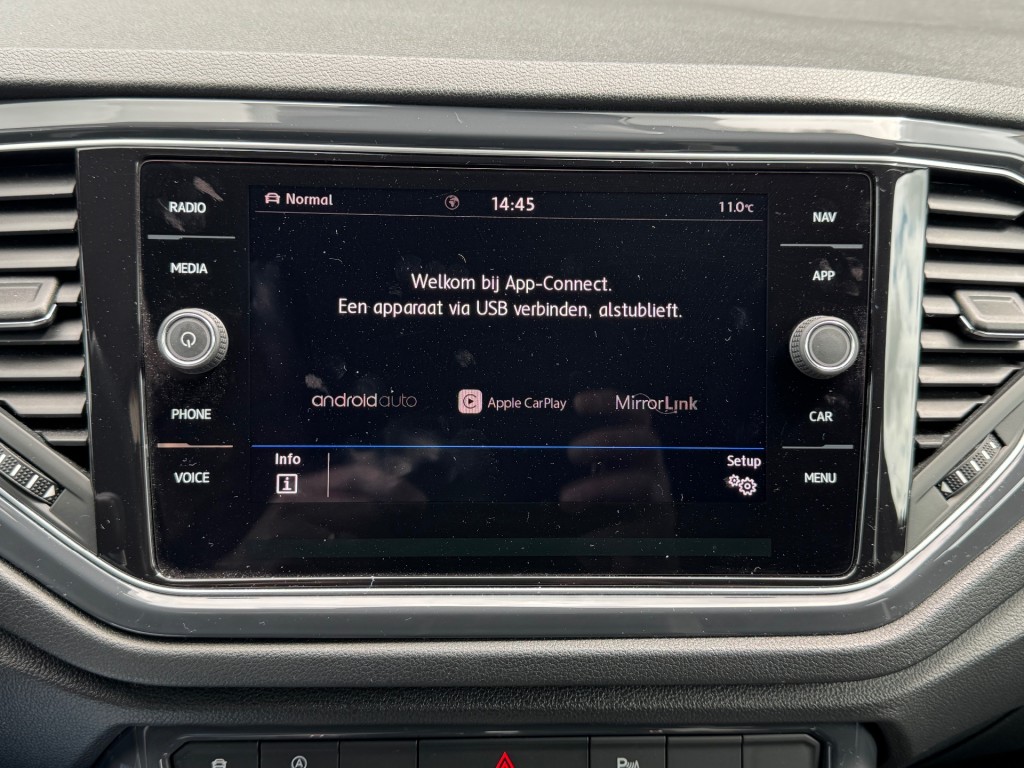 RADIO
MEDIA
PHONE
VOICE
Normal
14:45
11.0°C
Welkom bij App-Connect.
Een apparaat via USB verbinden, alstublieft.
androidauto
Apple CarPlay
MirrorLink
Info
i
Setup
NAV
APP
CAR
MENU
A
P